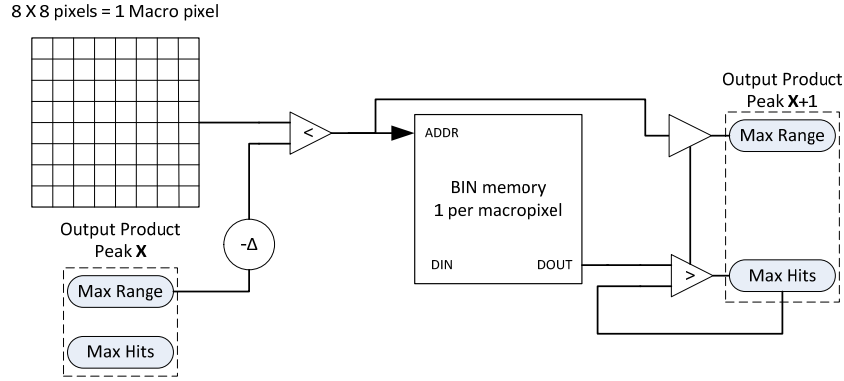 8 X 8 pixels = 1 Macro pixel
Output Product
Peak X+1
<
ADDR
Max Range
BIN memory
1 per macropixel
Output Product
Peak X
-Δ
DIN
DOUT
>
Max Hits
Max Range
Max Hits